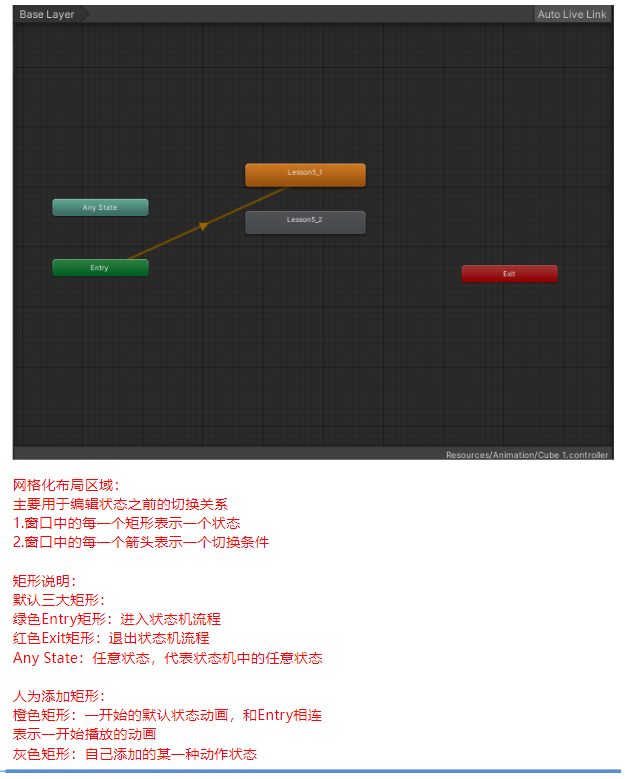 Base Layer
Auto Live Link
Lesson5_1
Any State
Lesson5_2
Entry
Exit
Resources/Animation/Cube 1.controller
网格化布局区域：
主要用于编辑状态之前的切换关系
1.窗口中的每一个矩形表示一个状态
2.窗口中的每一个箭头表示一个切换条件
矩形说明：
默认三大矩形：
绿色Entry矩形：进入状态机流程
红色Exit矩形：退出状态机流程
Any State：任意状态，代表状态机中的任意状态
人为添加矩形：
橙色矩形：一开始的默认状态动画，和Entry相连
表示一开始播放的动画
灰色矩形：自己添加的某一种动作状态